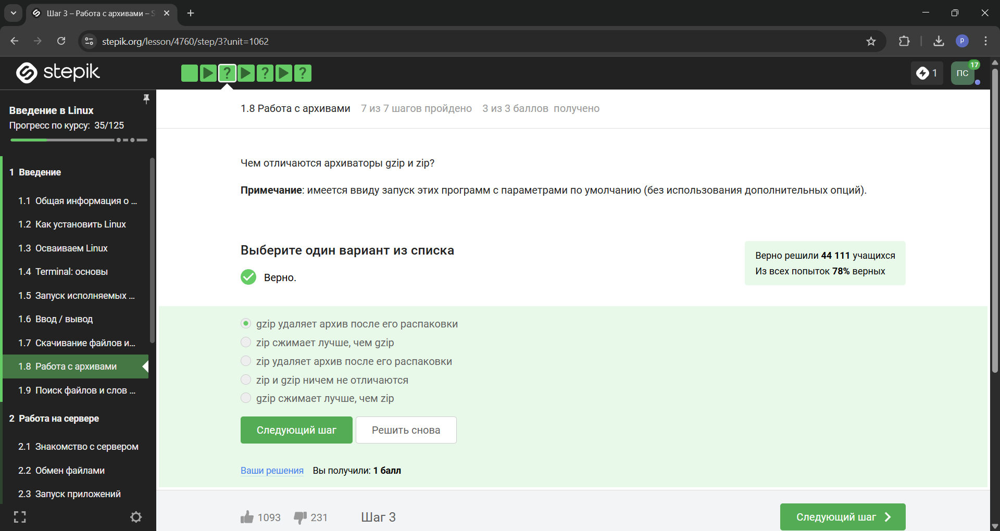 Шаг 3 – Работа с архивами – S
stepik.org/lesson/4760/step/3?unit=1062
P
stepik
? ? ?
1
ПС
17
Введение в Linux
Прогресс по курсу: 35/125
1 Введение
1.1 Общая информация о ...
1.2 Как установить Linux
1.3 Осваиваем Linux
1.4 Terminal: основы
1.5 Запуск исполняемых ...
1.6 Ввод / вывод
1.7 Скачивание файлов и...
1.8 Работа с архивами
1.9 Поиск файлов и слов ...
2 Работа на сервере
2.1 Знакомство с сервером
2.2 Обмен файлами
2.3 Запуск приложений
1.8 Работа с архивами 7 из 7 шагов пройдено 3 из 3 баллов получено
Чем отличаются архиваторы gzip и zip?
Примечание: имеется ввиду запуск этих программ с параметрами по умолчанию (без использования дополнительных опций).
Выберите один вариант из списка
Верно.
Верно решили 44 111 учащихся
Из всех попыток 78% верных
gzip удаляет архив после его распаковки
zip сжимает лучше, чем gzip
zip удаляет архив после его распаковки
zip и gzip ничем не отличаются
gzip сжимает лучше, чем zip
Следующий шаг Решить снова
Ваши решения Вы получили: 1 балл
1093 231 Шаг 3 Следующий шаг